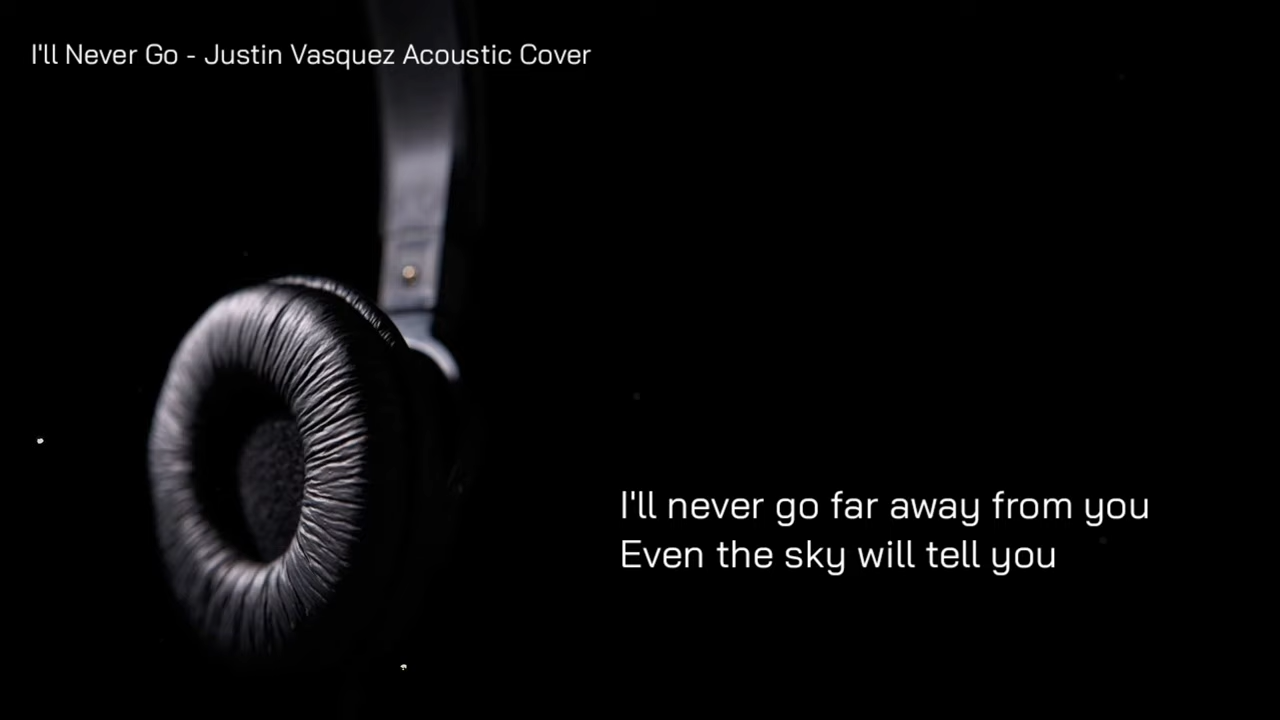 I'll Never Go - Justin Vasquez Acoustic Cover
I'll never go far away from you
Even the sky will tell you